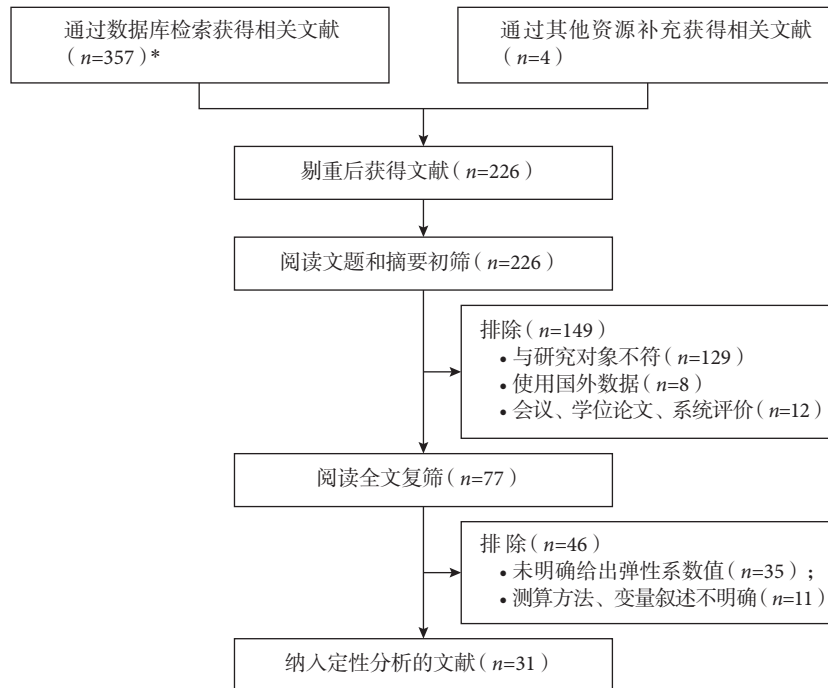 通过数据库检索获得相关文献
（n=357）*
通过其他资源补充获得相关文献
（n=4）
剔重后获得文献（n=226）
阅读文题和摘要初筛（n=226）
排除（n=149）
• 与研究对象不符（n=129）
• 使用国外数据（n=8）
• 会议、学位论文、系统评价（n=12）
阅读全文复筛（n=77）
排 除（n=46）
• 未明确给出弹性系数值（n=35）；
• 测算方法、变量叙述不明确（n=11）
纳入定性分析的文献（n=31）